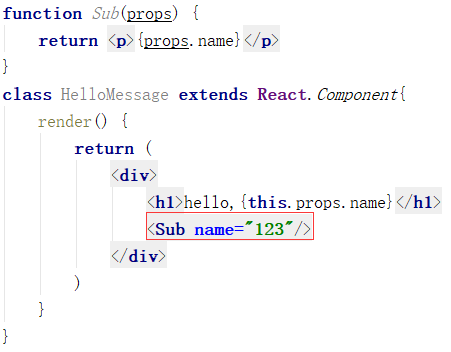 function Sub(props) {
    return <p>{props.name}</p>
}
class HelloMessage extends React.Component{
    render() {
        return (
            <div>
                <h1>hello,{this.props.name}</h1>
                <Sub name="123"/>
            </div>
        )
    }
}